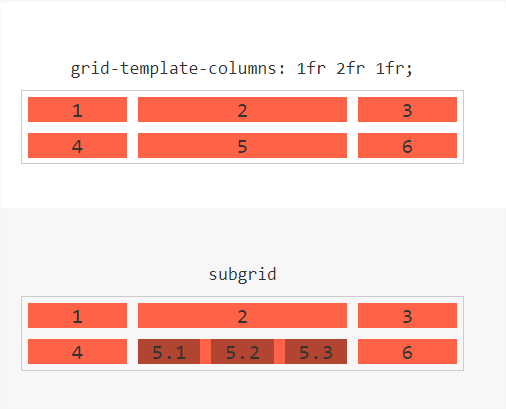 grid-template-columns: 1fr 2fr 1fr;
1 2 3
4 5 6
subgrid
1 2 3
4 5.1 5.2 5.3 6